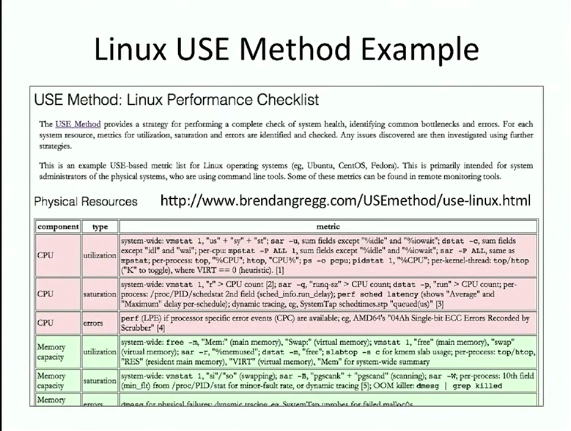 Linux USE Method Example
USE Method: Linux Performance Checklist
The USE Method provides a strategy for performing a complete check of system health, identifying common bottlenecks and errors. For each
system resource, metrics for utilization, saturation and errors are identified and checked. Any issues discovered are then investigated using further
strategies.
This is an example USE-based metric list for Linux operating systems (eg, Ubuntu, CentOS, Fedora). This is primarily intended for system
administrators of the physical systems, who are using command line tools. Some of these metrics can be found in remote monitoring tools.
Physical Resources
http://www.brendangregg.com/USEmethod/use-linux.html
component type metric
CPU utilization system-wide: vmstat 1, "us" + "sy" + "st"; sar -u, sum fields except "%idle" and "%iowait"; dstat -c, sum fields
except "idl" and "wai"; per-cpu: mpstat -P ALL 1, sum fields except "%idle" and "%iowait"; sar -P ALL, same as
mpstat; per-process: top, "%CPU"; htop, "CPU%"; ps -o pcpu; pidstat 1, "%CPU"; per-kernel-thread: top/htop
("K" to toggle), where VIRT == 0 (heuristic). [1]
CPU saturation system-wide: vmstat 1, "r" > CPU count [2]; sar -q, "runq-sz" > CPU count; dstat -p, "run" > CPU count; per-
process: /proc/PID/schedstat 2nd field (sched_info.run_delay); perf sched latency (shows "Average" and
"Maximum" delay per-schedule); dynamic tracing, eg, SystemTap schedtimes.stp "queued(us)" [3]
CPU errors perf (LPE) if processor specific error events (CPC) are available; eg, AMD64's "04Ah Single-bit ECC Errors Recorded by
Scrubber" [4]
Memory capacity utilization system-wide: free -m, "Mem:" (main memory), "Swap:" (virtual memory); vmstat 1, "free" (main memory), "swap"
(virtual memory); sar -r, "%memused"; dstat -m, "free"; slabtop -s c for kmem slab usage; per-process: top/htop,
"RES" (resident main memory), "VIRT" (virtual memory), "Mem" for system-wide summary
Memory capacity saturation system-wide: vmstat 1, "si"/"so" (swapping); sar -B, "pgscank" + "pgscand" (scanning); sar -W; per-process: 10th field
(min_flt) from /proc/PID/stat for minor-fault rate, or dynamic tracing [5]; OOM killer: dmesg | grep killed
Memory errors dmesg for physical failures; dynamic tracing, eg, SystemTap uprobes for failed malloc()s